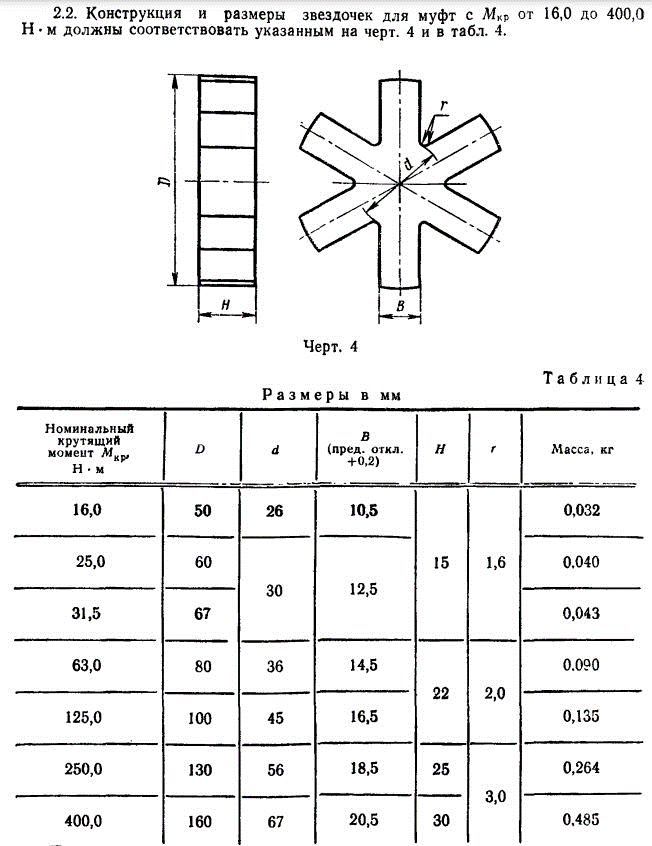 2.2. Конструкция и размеры звездочек для муфт с Mкр от 16,0 до 400,0
Н·м должны соответствовать указанным на черт. 4 и в табл. 4.
D
H
r
d
B
Черт. 4
Таблица 4
Размеры в мм
Номинальный крутящий момент Mкр, Н·м D d B (пред. откл. +0,2) H r Масса, кг
16,0 50 26 10,5 15 1,6 0,032
25,0 60 30 12,5 0,040
31,5 67 0,043
63,0 80 36 14,5 22 2,0 0,090
125,0 100 45 16,5 0,135
250,0 130 56 18,5 25 3,0 0,264
400,0 160 67 20,5 30 0,485